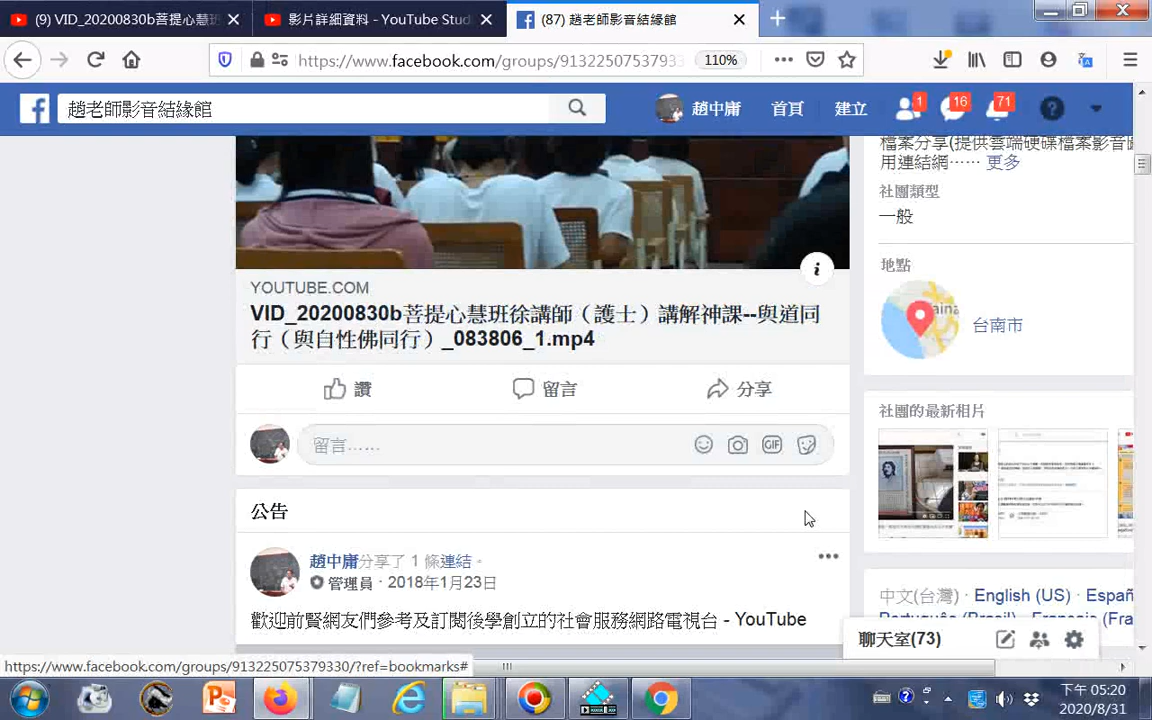 (9) VID_20200830b菩提心慧班
影片詳細資料 - YouTube Stud
(87) 趙老師影音結緣館
https://www.facebook.com/groups/9132250753793
110%
趙老師影音結緣館
趙中庸
首頁
建立
1
16
71
檔案分享(提供雲端硬碟檔案影音
用連結網…… 更多
社團類型
一般
地點
台南市
YOUTUBE.COM
VID_20200830b菩提心慧班徐講師（護士）講解神課--與道同
行（與自性佛同行）_083806_1.mp4
讚
留言
分享
留言……
GIF
社團的最新相片
公告
趙中庸分享了 1 條連結。
管理員 · 2018年1月23日
歡迎前賢網友們參考及訂閱後學創立的社會服務網路電視台 - YouTube
中文(台灣) · English (US) · Españ
Português (Brasil) · Français (Fra
聊天室(73)
https://www.facebook.com/groups/913225075379330/?ref=bookmarks#
下午 05:20
2020/8/31